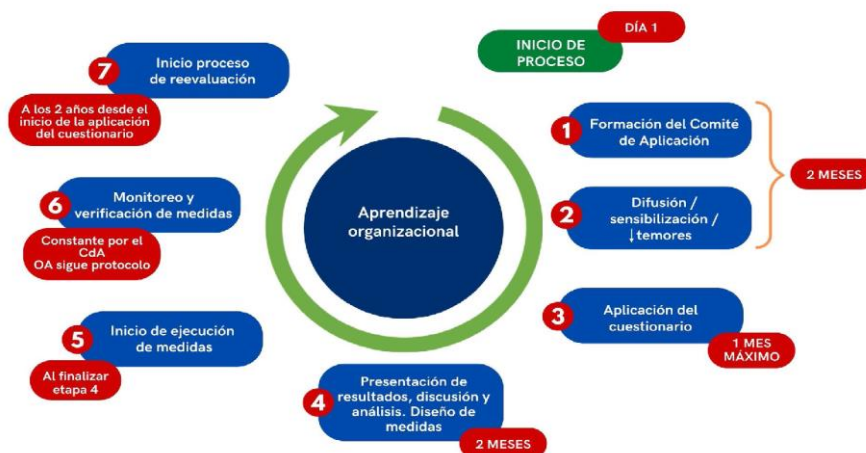 DÍA 1
INICIO DE
PROCESO
1
Formación del Comité
de Aplicación
2
Difusión /
sensibilización /
↓temores
2 MESES
3
Aplicación del
cuestionario
1 MES
MÁXIMO
4
Presentación de
resultados, discusión y
análisis. Diseño de
medidas
2 MESES
5
Inicio de ejecución
de medidas
Al finalizar
etapa 4
6
Monitoreo y
verificación de medidas
Constante por el
CdA
OA sigue protocolo
7
Inicio proceso
de reevaluación
A los 2 años desde el
inicio de la aplicación
del cuestionario
Aprendizaje
organizacional